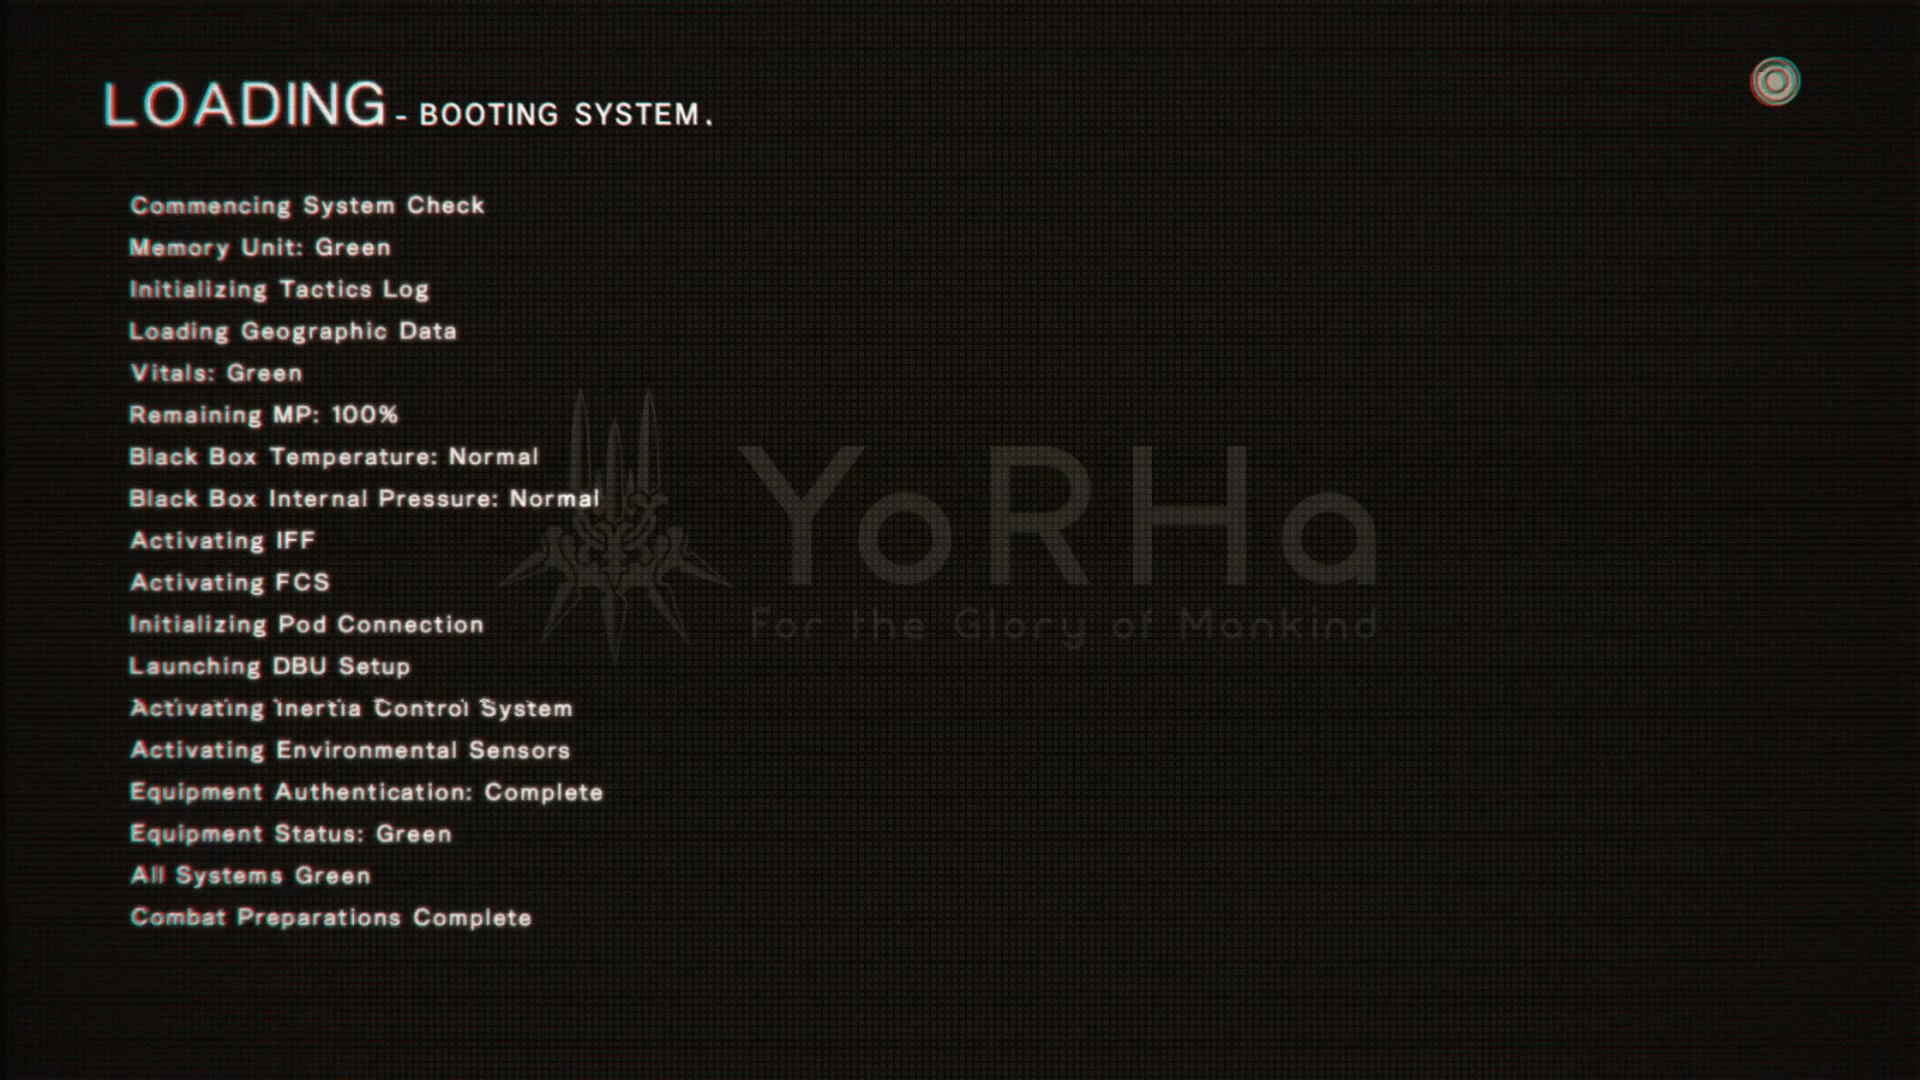 LOADING - BOOTING SYSTEM.
Commencing System Check
Memory Unit: Green
Initializing Tactics Log
Loading Geographic Data
Vitals: Green
Remaining MP: 100%
Black Box Temperature: Normal
Black Box Internal Pressure: Normal
Activating IFF
Activating FCS
Initializing Pod Connection
Launching DBU Setup
Activating Inertia Control System
Activating Environmental Sensors
Equipment Authentication: Complete
Equipment Status: Green
All Systems Green
Combat Preparations Complete
YoRHa
For the Glory of Mankind